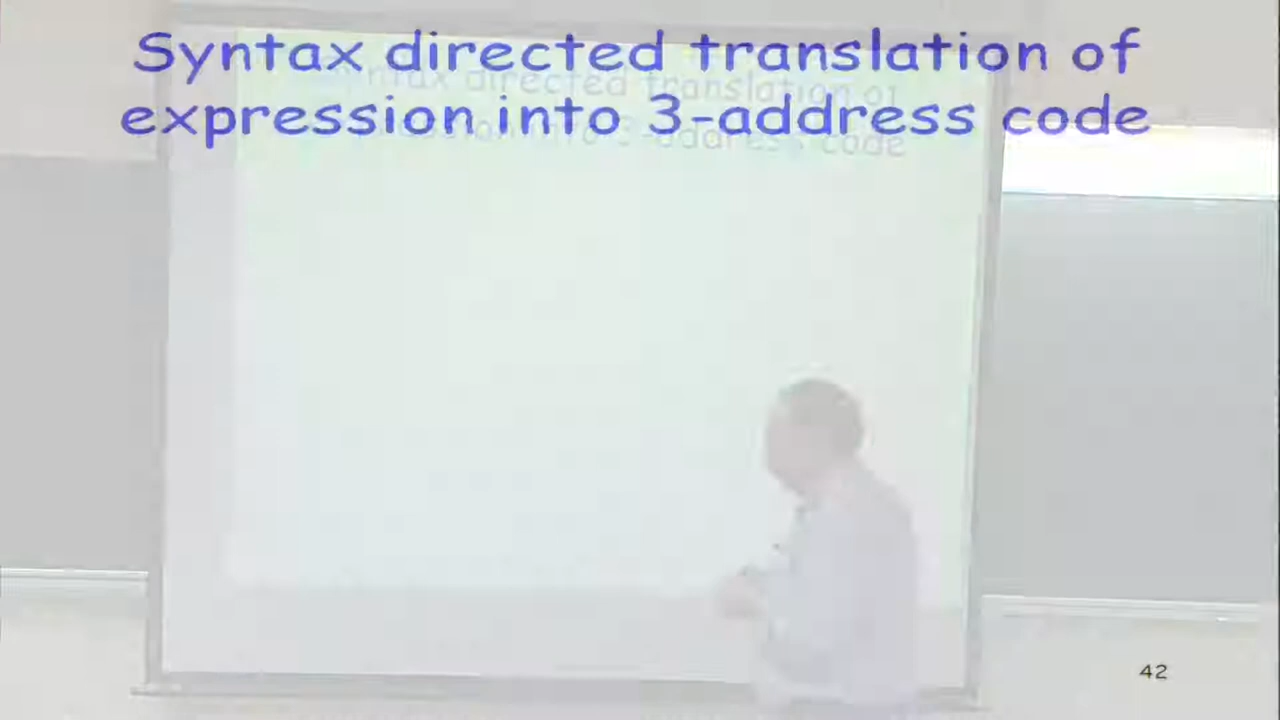 Syntax directed translation of
expression into 3-address code
42